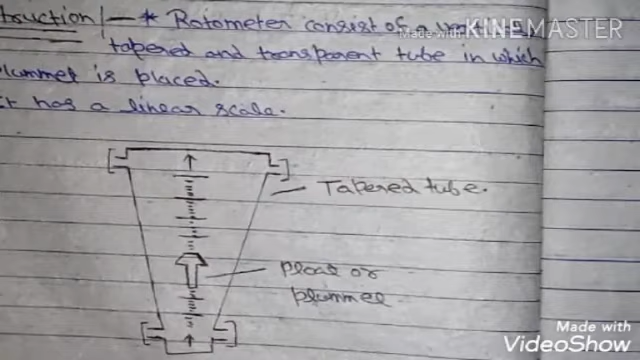 struction :- * Rotometer consist of a
Made with KINEMASTER
tapered and transparent tube in which
plummet is placed.
It has a linear scale.
Tapered tube.
Float or
plummet
Made with
VideoShow